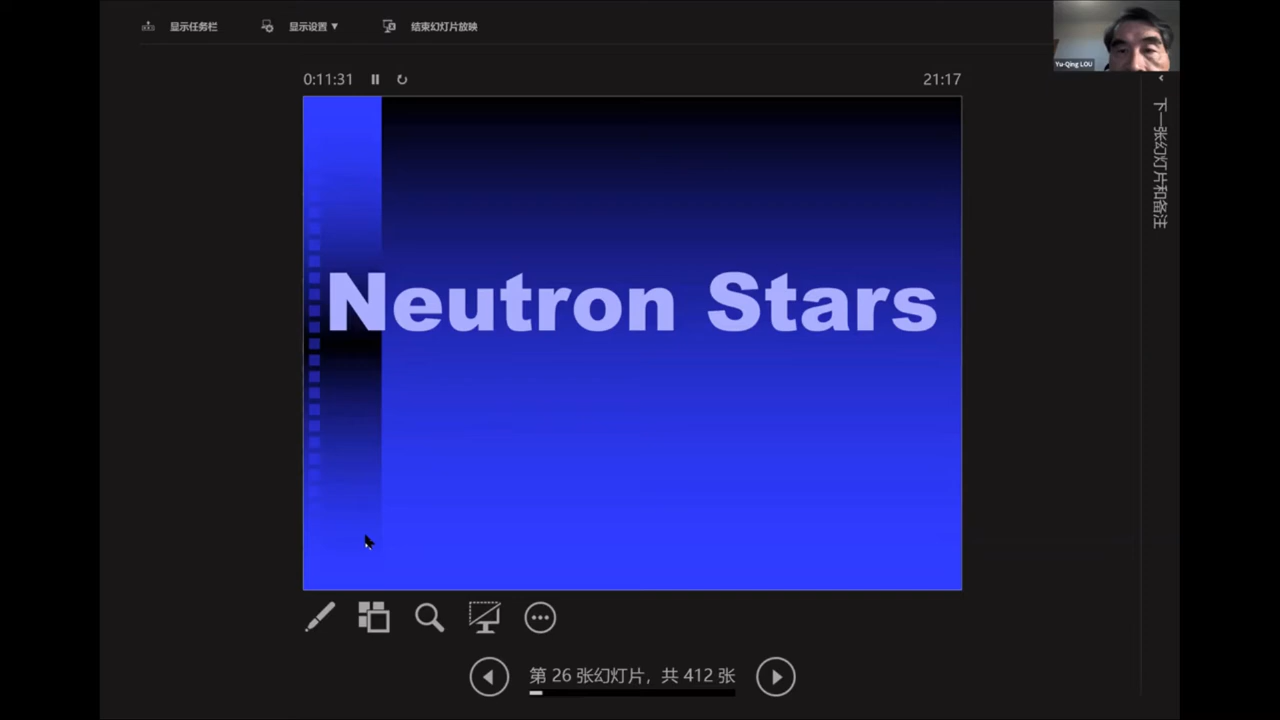 显示任务栏
显示设置 ▼
结束幻灯片放映
Yu-Qing LOU
0:11:31
21:17
下一张幻灯片和备注
Neutron Stars
第 26 张幻灯片，共 412 张